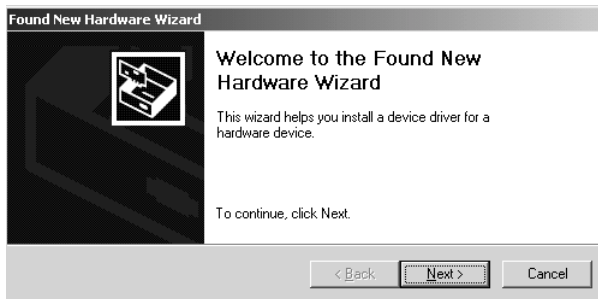 Found New Hardware Wizard
Welcome to the Found New
Hardware Wizard
This wizard helps you install a device driver for a
hardware device.
To continue, click Next.
< Back Next > Cancel